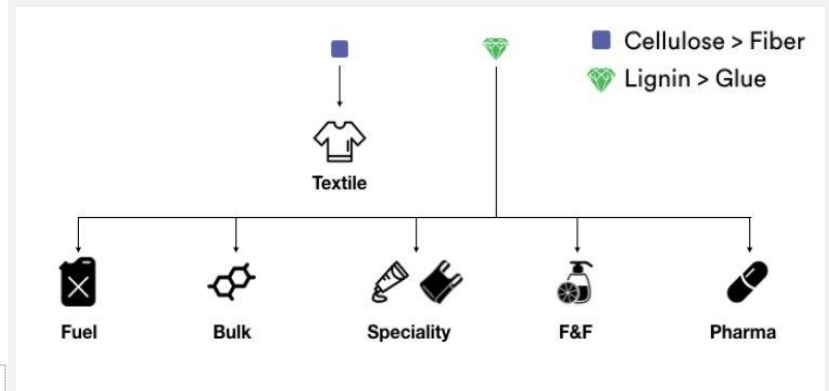 Cellulose > Fiber
Lignin > Glue
Textile
Fuel
Bulk
Speciality
F&F
Pharma